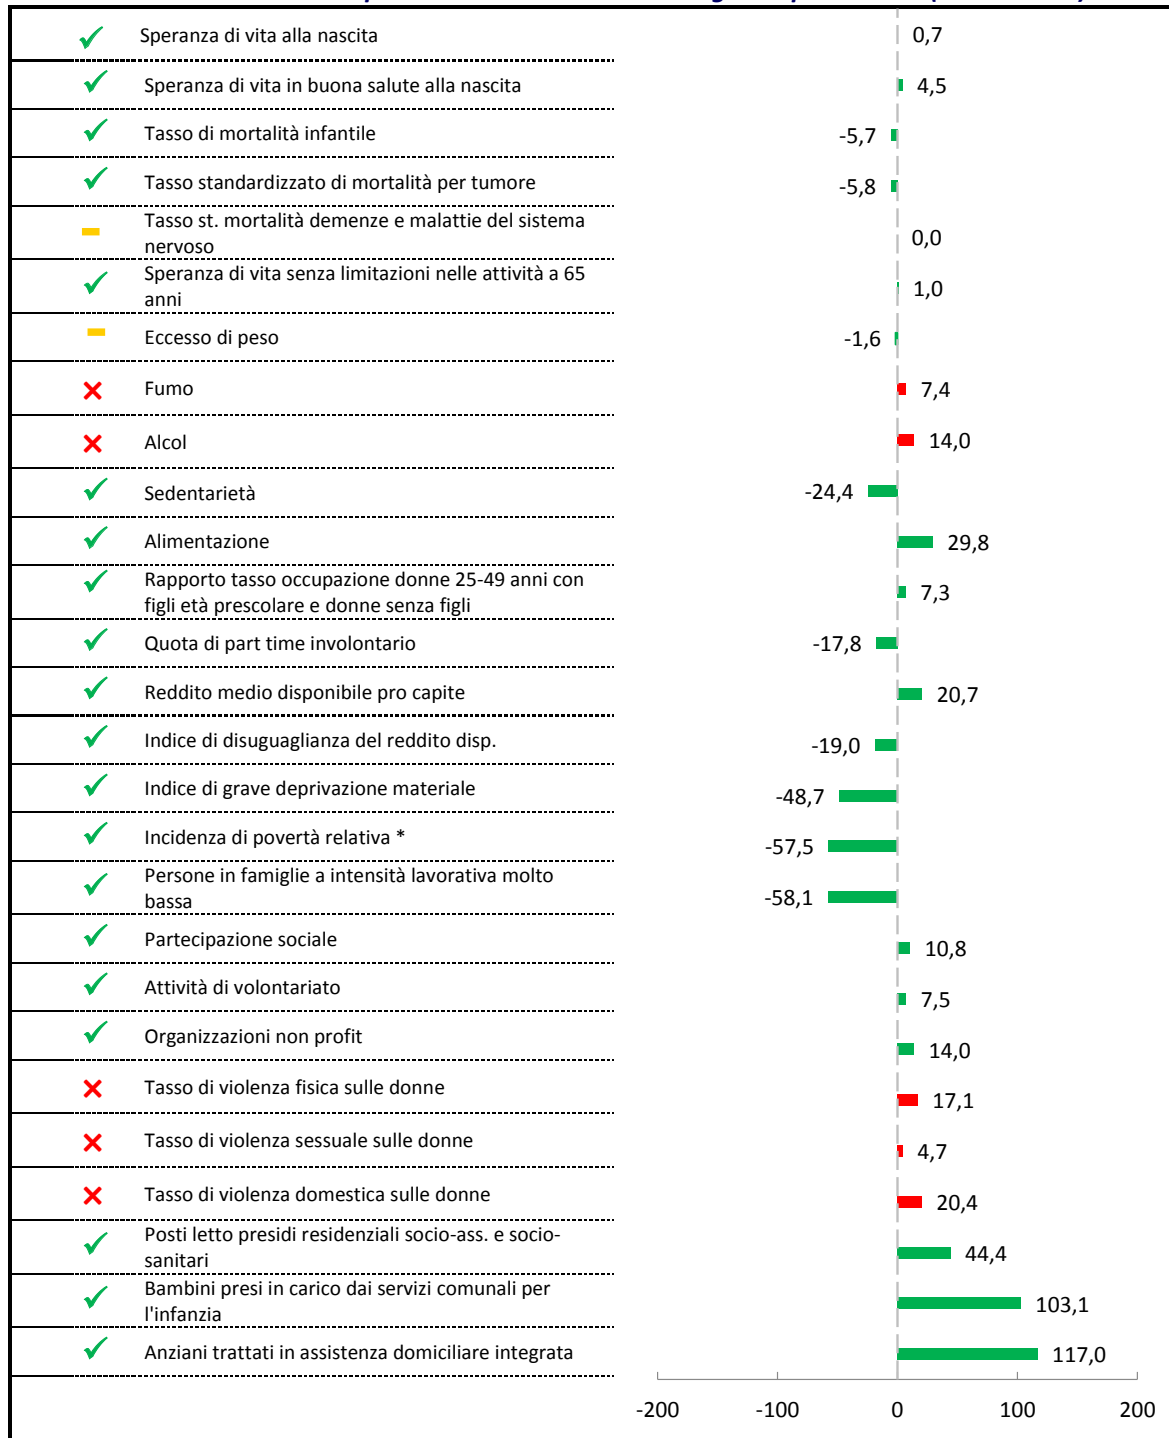 Speranza di vita alla nascita 0,7
Speranza di vita in buona salute alla nascita 4,5
Tasso di mortalità infantile -5,7
Tasso standardizzato di mortalità per tumore -5,8
Tasso st. mortalità demenze e malattie del sistema
nervoso 0,0
Speranza di vita senza limitazioni nelle attività a 65
anni 1,0
Eccesso di peso -1,6
Fumo 7,4
Alcol 14,0
Sedentarietà -24,4
Alimentazione 29,8
Rapporto tasso occupazione donne 25-49 anni con
figli età prescolare e donne senza figli 7,3
Quota di part time involontario -17,8
Reddito medio disponibile pro capite 20,7
Indice di disuguaglianza del reddito disp. -19,0
Indice di grave deprivazione materiale -48,7
Incidenza di povertà relativa * -57,5
Persone in famiglie a intensità lavorativa molto
bassa -58,1
Partecipazione sociale 10,8
Attività di volontariato 7,5
Organizzazioni non profit 14,0
Tasso di violenza fisica sulle donne 17,1
Tasso di violenza sessuale sulle donne 4,7
Tasso di violenza domestica sulle donne 20,4
Posti letto presidi residenziali socio-ass. e socio-
sanitari 44,4
Bambini presi in carico dai servizi comunali per
l'infanzia 103,1
Anziani trattati in assistenza domiciliare integrata 117,0
-200 -100 0 100 200